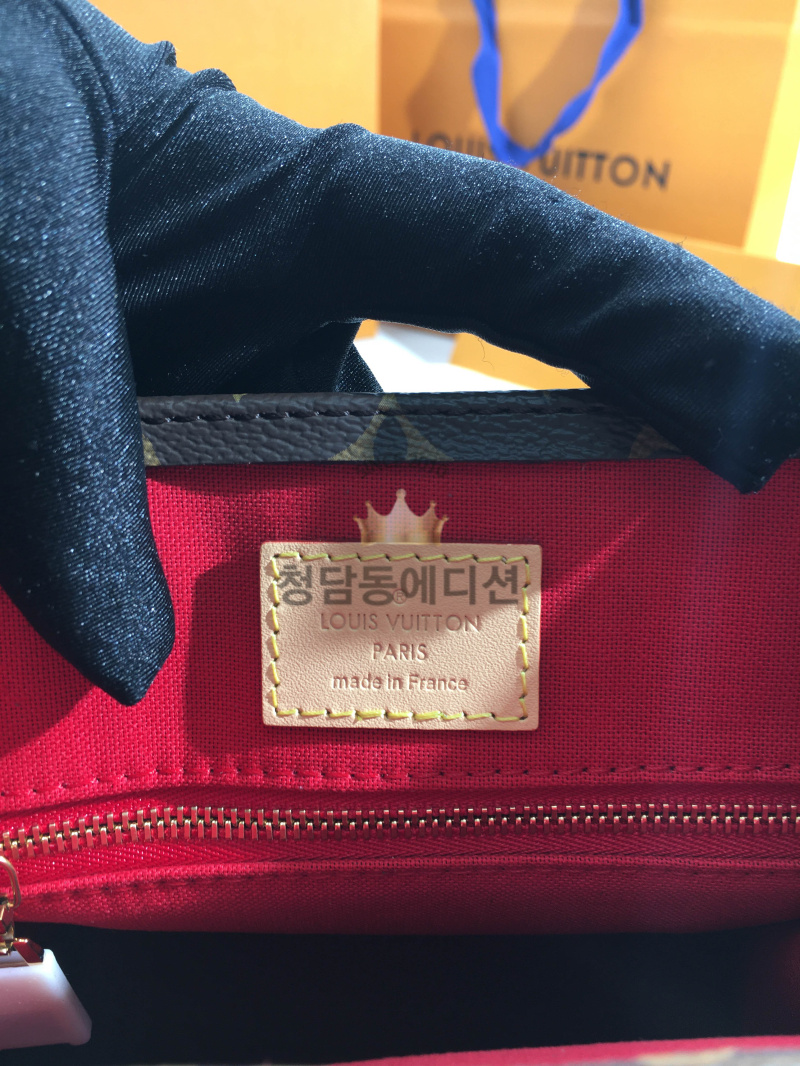 LOUIS VUITTON
청담동에디션
®
LOUIS VUITTON
PARIS
made in France